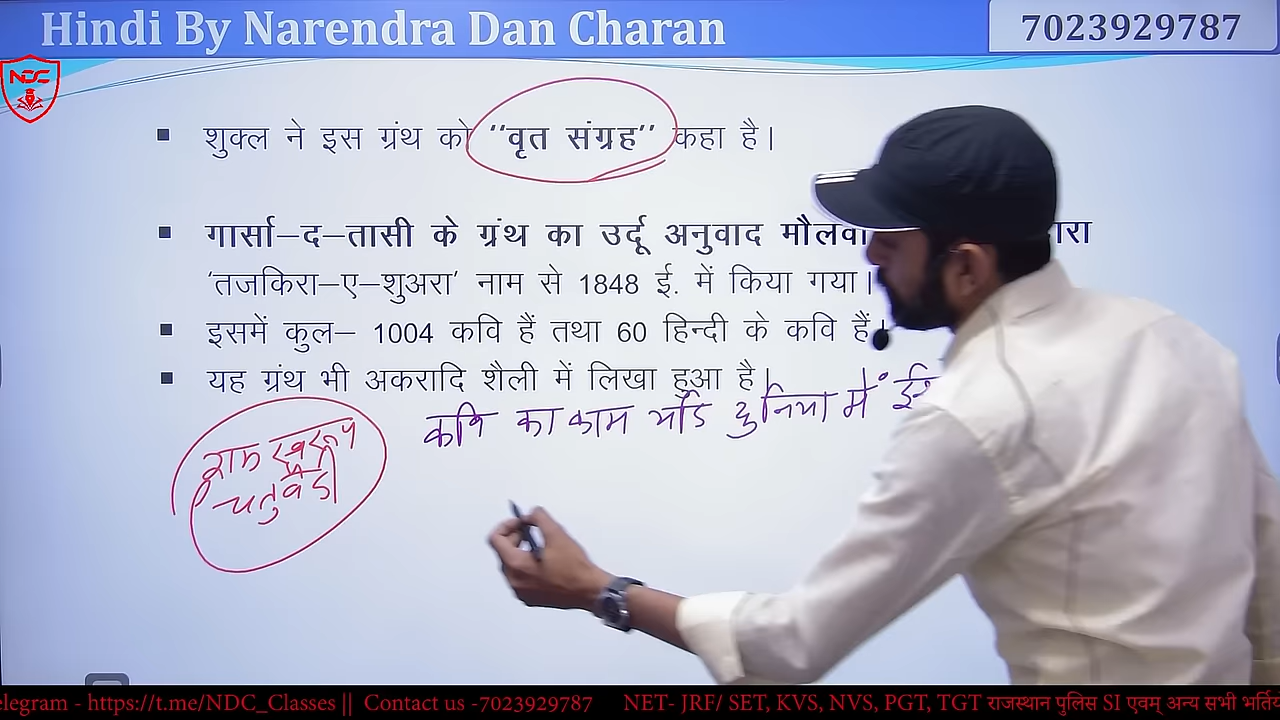 Hindi By Narendra Dan Charan
7023929787
NDC
शुक्ल ने इस ग्रंथ को ‘‘वृत संग्रह’’ कहा है।
गार्सा–द–तासी के ग्रंथ का उर्दू अनुवाद मौलवी
'तजकिरा–ए–शुअरा' नाम से 1848 ई. में किया गया।
इसमें कुल– 1004 कवि हैं तथा 60 हिन्दी के कवि हैं।
यह ग्रंथ भी अकरादि शैली में लिखा हुआ है।
कवि का काम यदि दुनिया में
राम स्वरूप
चतुर्वेदी
elegram - https://t.me/NDC_Classes || Contact us -7023929787 NET- JRF/ SET, KVS, NVS, PGT, TGT राजस्थान पुलिस SI एवम् अन्य सभी भर्तिय